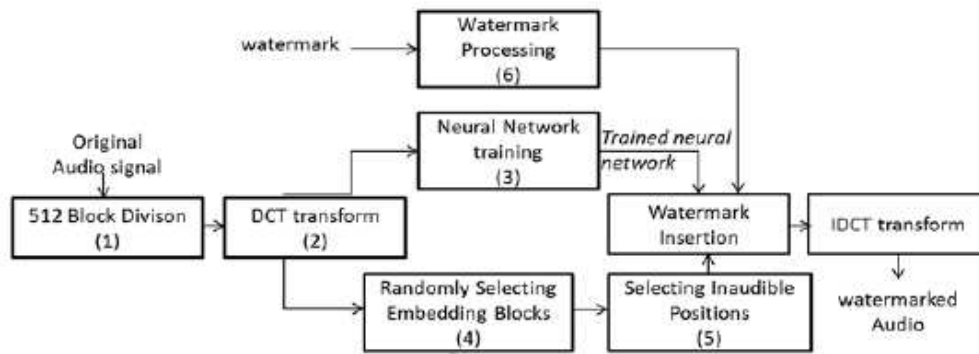 watermark
Watermark
Processing
(6)
Neural Network
training
(3)
Trained neural
network
Original
Audio signal
512 Block Divison
(1)
DCT transform
(2)
Watermark
Insertion
IDCT transform
Randomly Selecting
Embedding Blocks
(4)
Selecting Inaudible
Positions
(5)
watermarked
Audio